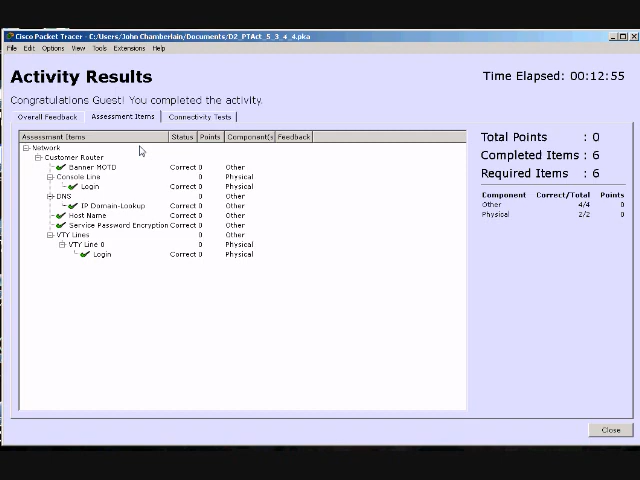 Cisco Packet Tracer - C:/Users/John Chamberlain/Documents/D2_PTAct_5_3_4_4.pka
File Edit Options View Tools Extensions Help
Activity Results
Time Elapsed: 00:12:55
Congratulations Guest! You completed the activity.
Overall Feedback Assessment Items Connectivity Tests
Assessment Items Status Points Component(s) Feedback
Network
Customer Router
Banner MOTD Correct 0 Other
Console Line 0 Physical
Login Correct 0 Physical
DNS 0 Other
IP Domain-Lookup Correct 0 Other
Host Name Correct 0 Other
Service Password Encryption Correct 0 Other
VTY Lines 0 Other
VTY Line 0 0 Physical
Login Correct 0 Physical
Total Points : 0
Completed Items : 6
Required Items : 6
Component Correct/Total Points
Other 4/4 0
Physical 2/2 0
Close